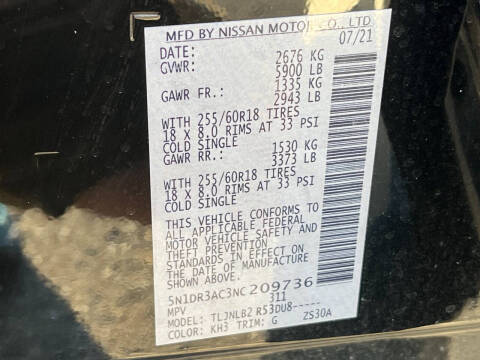 MFD BY NISSAN MOTOR CO., LTD
DATE: 07/21
GVWR: 2676 KG
5900 LB
GAWR FR.: 1335 KG
2943 LB
WITH 255/60R18 TIRES
18 X 8.0 RIMS AT 33 PSI
COLD SINGLE
GAWR RR.: 1530 KG
3373 LB
WITH 255/60R18 TIRES
18 X 8.0 RIMS AT 33 PSI
COLD SINGLE
THIS VEHICLE CONFORMS TO
ALL APPLICABLE FEDERAL
MOTOR VEHICLE SAFETY AND
THEFT PREVENTION
STANDARDS IN EFFECT ON
THE DATE OF MANUFACTURE
5N1DR3AC3NC209736
MPV 311
MODEL: TLJNLB2 RS3DU8-----
COLOR: KH3 TRIM: G ZS30A